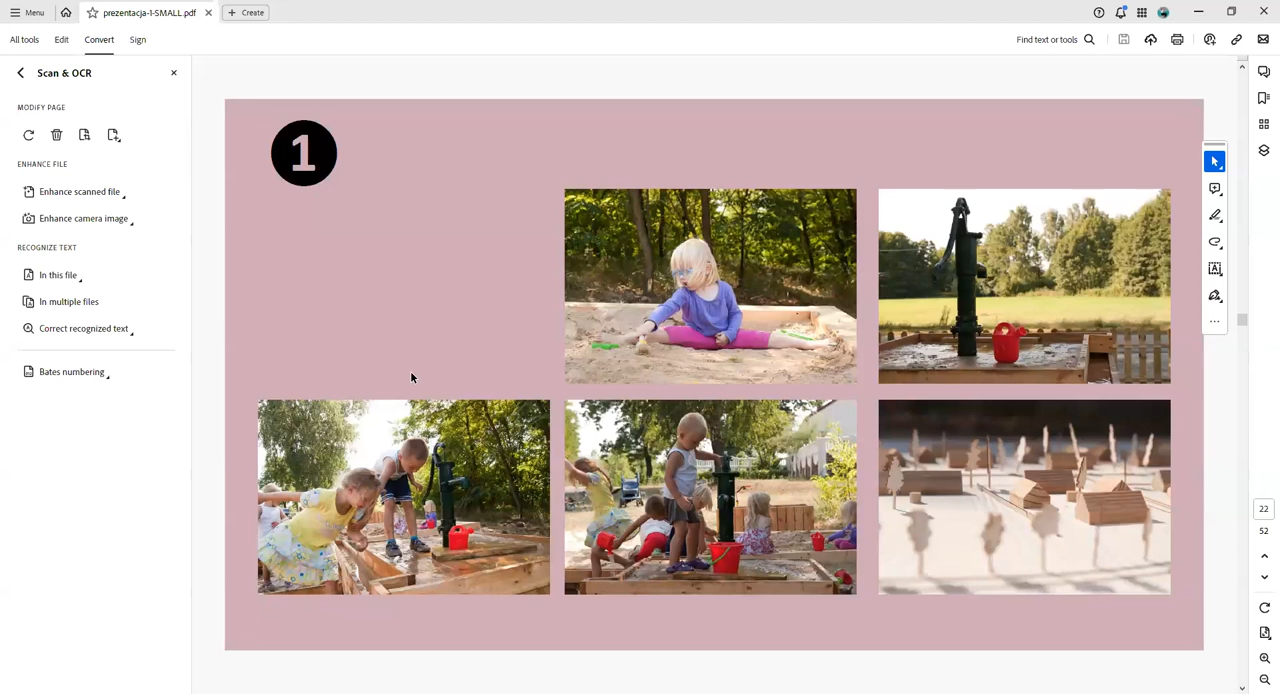 Menu
prezentacja-1-SMALL.pdf
Create
All tools
Edit
Convert
Sign
Find text or tools
Scan & OCR
MODIFY PAGE
ENHANCE FILE
Enhance scanned file
Enhance camera image
RECOGNIZE TEXT
In this file
In multiple files
Correct recognized text
Bates numbering
1
22
52